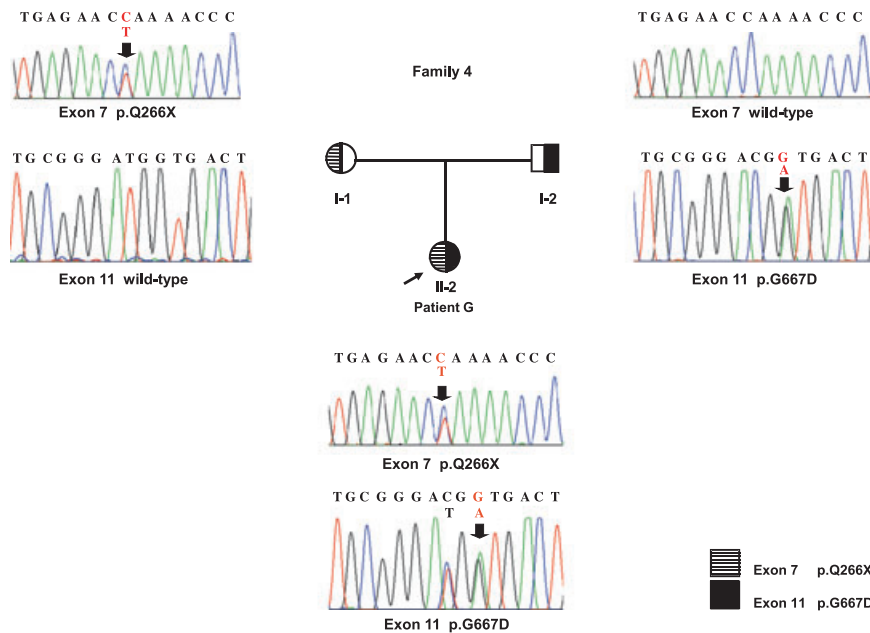 TGAGAACCAAAACCC
T
Exon 7 p.Q266X
TGCGGGATGGTGACT
Exon 11 wild-type
Family 4
I-1
I-2
II-2
Patient G
TGAGAACCAAAACCC
Exon 7 wild-type
TGCGGGACGGTGACT
A
Exon 11 p.G667D
TGAGAACCAAAACCC
T
Exon 7 p.Q266X
TGCGGGACGGTGACT
T A
Exon 11 p.G667D
Exon 7 p.Q266X
Exon 11 p.G667D